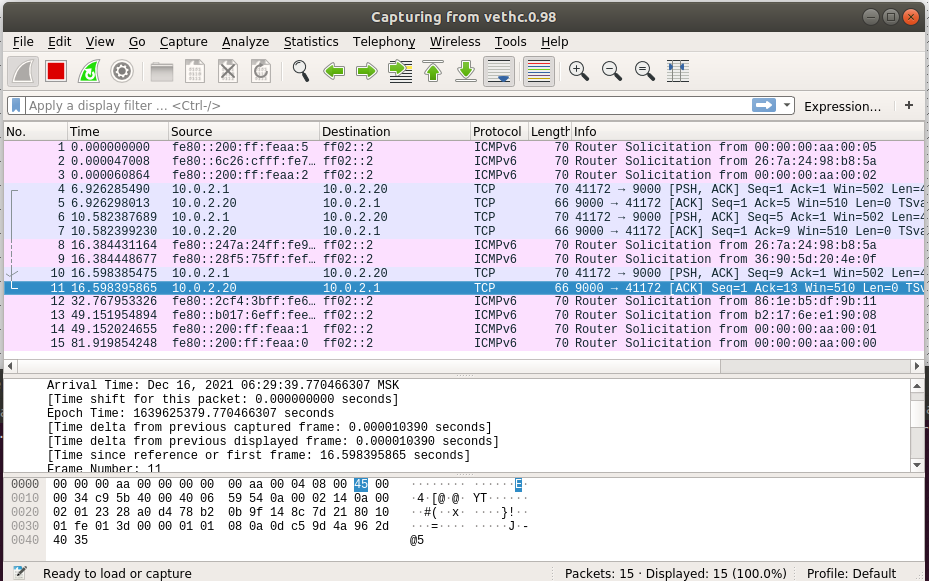 Capturing from vethc.0.98
File Edit View Go Capture Analyze Statistics Telephony Wireless Tools Help
Apply a display filter … <Ctrl-/> Expression… +
No. Time Source Destination Protocol Length Info
1 0.000000000 fe80::200:ff:feaa:5 ff02::2 ICMPv6 70 Router Solicitation from 00:00:00:aa:00:05
2 0.000047008 fe80::6c26:cfff:fe7… ff02::2 ICMPv6 70 Router Solicitation from 26:7a:24:98:b8:5a
3 0.000060864 fe80::200:ff:feaa:2 ff02::2 ICMPv6 70 Router Solicitation from 00:00:00:aa:00:02
4 6.926285490 10.0.2.1 10.0.2.20 TCP 70 41172 → 9000 [PSH, ACK] Seq=1 Ack=1 Win=502 Len=4
5 6.926298013 10.0.2.20 10.0.2.1 TCP 66 9000 → 41172 [ACK] Seq=1 Ack=5 Win=510 Len=0 TSva
6 10.582387689 10.0.2.1 10.0.2.20 TCP 70 41172 → 9000 [PSH, ACK] Seq=5 Ack=1 Win=502 Len=4
7 10.582399230 10.0.2.20 10.0.2.1 TCP 66 9000 → 41172 [ACK] Seq=1 Ack=9 Win=510 Len=0 TSva
8 16.384431164 fe80::247a:24ff:fe9… ff02::2 ICMPv6 70 Router Solicitation from 26:7a:24:98:b8:5a
9 16.384448677 fe80::28f5:75ff:fef… ff02::2 ICMPv6 70 Router Solicitation from 36:90:5d:20:4e:0f
10 16.598385475 10.0.2.1 10.0.2.20 TCP 70 41172 → 9000 [PSH, ACK] Seq=9 Ack=1 Win=502 Len=4
11 16.598395865 10.0.2.20 10.0.2.1 TCP 66 9000 → 41172 [ACK] Seq=1 Ack=13 Win=510 Len=0 TSv
12 32.767953326 fe80::2cf4:3bff:fe6… ff02::2 ICMPv6 70 Router Solicitation from 86:1e:b5:df:9b:11
13 49.151954894 fe80::b017:6eff:fee… ff02::2 ICMPv6 70 Router Solicitation from b2:17:6e:e1:90:08
14 49.152024655 fe80::200:ff:feaa:1 ff02::2 ICMPv6 70 Router Solicitation from 00:00:00:aa:00:01
15 81.919854248 fe80::200:ff:feaa:0 ff02::2 ICMPv6 70 Router Solicitation from 00:00:00:aa:00:00
Arrival Time: Dec 16, 2021 06:29:39.770466307 MSK
[Time shift for this packet: 0.000000000 seconds]
Epoch Time: 1639625379.770466307 seconds
[Time delta from previous captured frame: 0.000010390 seconds]
[Time delta from previous displayed frame: 0.000010390 seconds]
[Time since reference or first frame: 16.598395865 seconds]
Frame Number: 11
0000 00 00 00 aa 00 00 00 00 00 aa 00 04 08 00 45 00 ········ ······E·
0010 00 34 c9 5b 40 00 40 06 59 54 0a 00 02 14 0a 00 ·4·[@·@· YT······
0020 02 01 23 28 a0 d4 78 b2 0b 9f 14 8c 7d 21 80 10 ··#(··x· ····}!··
0030 01 fe 01 3d 00 00 01 01 08 0a 0d c5 9d 4a 96 2d ···=···· ·····J·-
0040 40 35 @5
Ready to load or capture Packets: 15 · Displayed: 15 (100.0%) Profile: Default